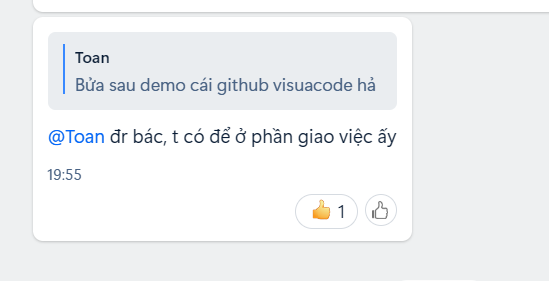 Toan
Bửa sau demo cái github visuacode hả
@Toan đr bác, t có để ở phần giao việc ấy
19:55
1